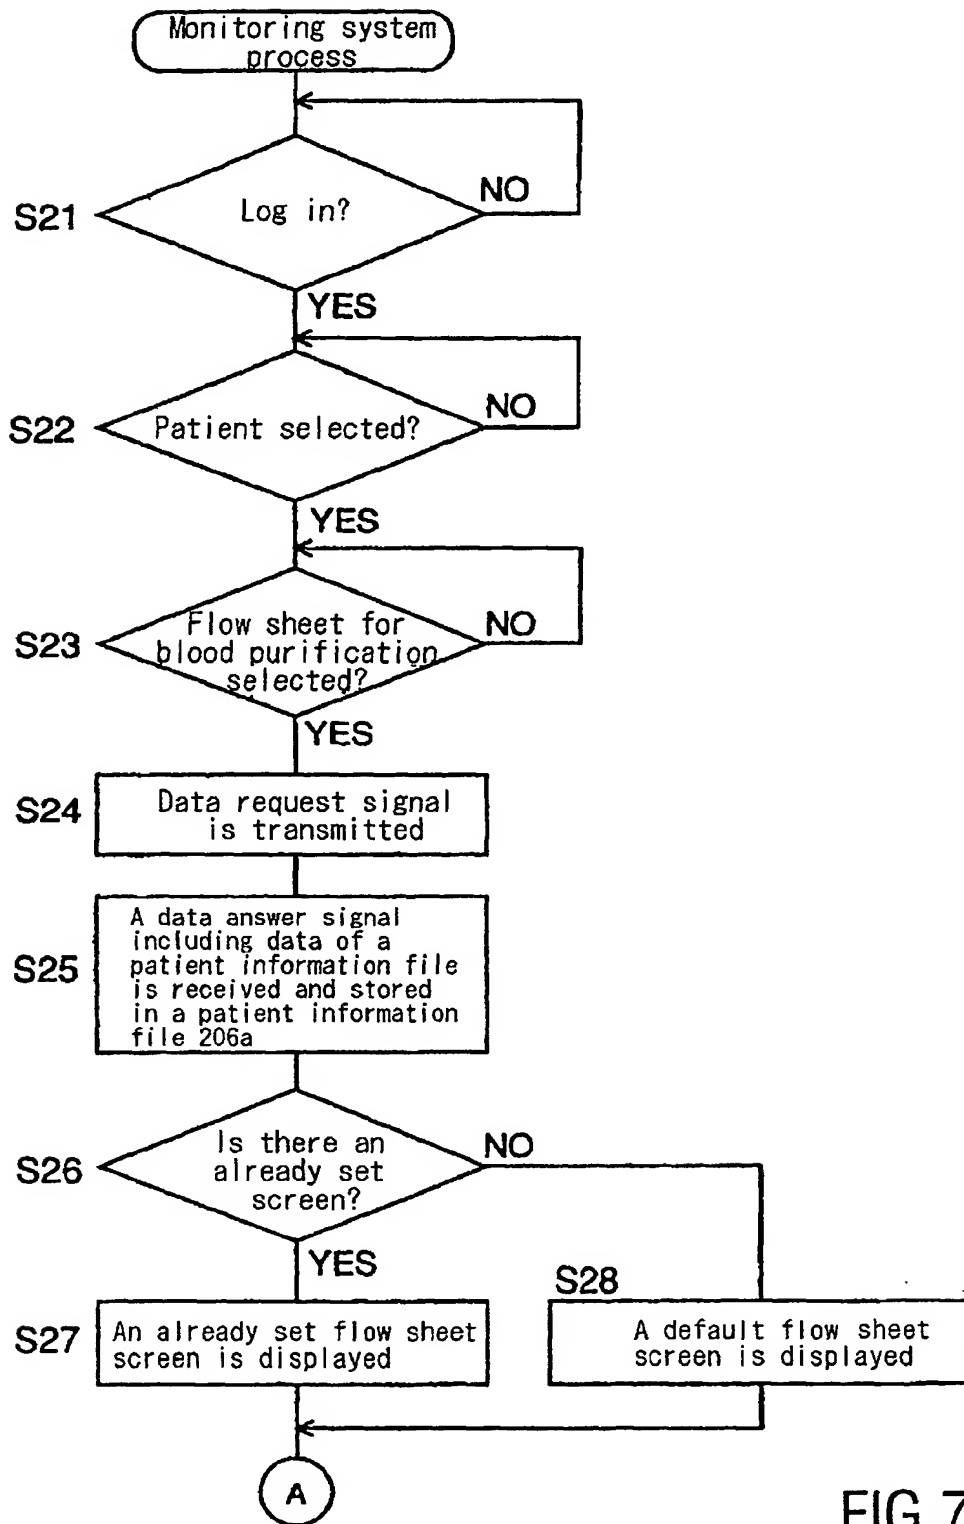 Monitoring system
process
S21
Log in?
NO
YES
S22
Patient selected?
NO
YES
S23
Flow sheet for
blood purification
selected?
NO
YES
S24
Data request signal
is transmitted
S25
A data answer signal
including data of a
patient information file
is received and stored
in a patient information
file 206a
S26
Is there an
already set
screen?
NO
YES
S27
An already set flow sheet
screen is displayed
S28
A default flow sheet
screen is displayed
A
FIG. 7